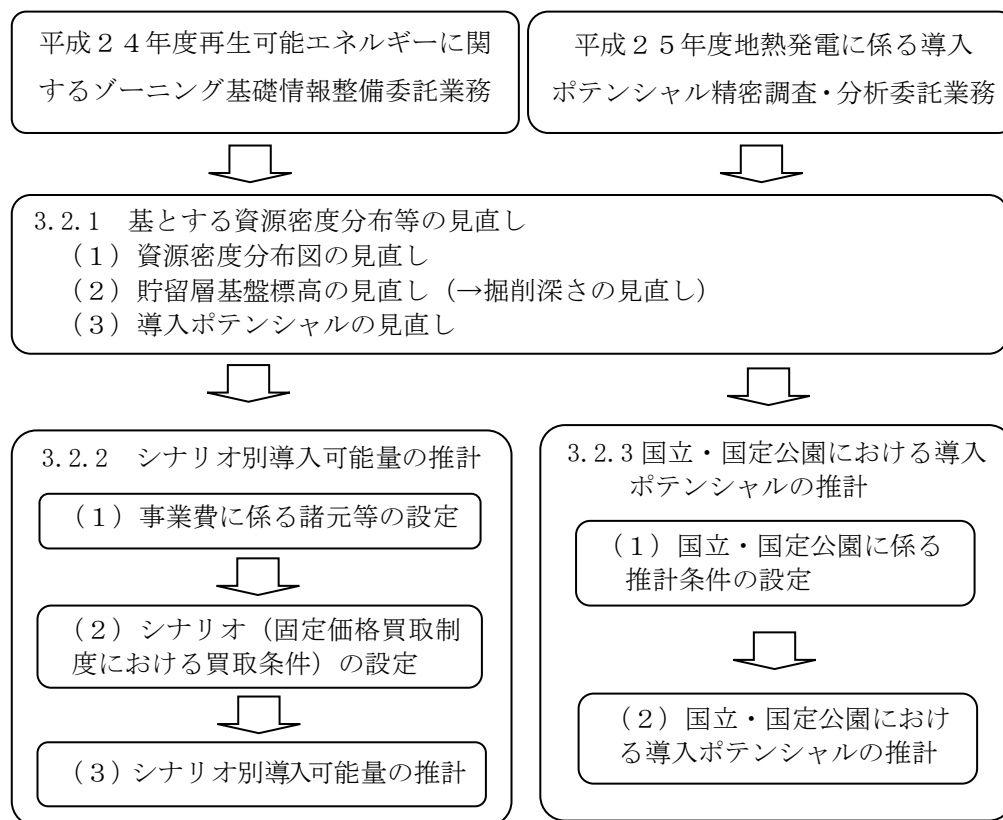 平成２４年度再生可能エネルギーに関
するゾーニング基礎情報整備委託業務
平成２５年度地熱発電に係る導入
ポテンシャル精密調査・分析委託業務
3.2.1　基とする資源密度分布等の見直し
（１）資源密度分布図の見直し
（２）貯留層基盤標高の見直し（→掘削深さの見直し）
（３）導入ポテンシャルの見直し
3.2.2　シナリオ別導入可能量の推計
（１）事業費に係る諸元等の設定
（２）シナリオ（固定価格買取制
度における買取条件）の設定
（３）シナリオ別導入可能量の推計
3.2.3 国立・国定公園における導入
ポテンシャルの推計
（１）国立・国定公園に係る
推計条件の設定
（２）国立・国定公園におけ
る導入ポテンシャルの推計